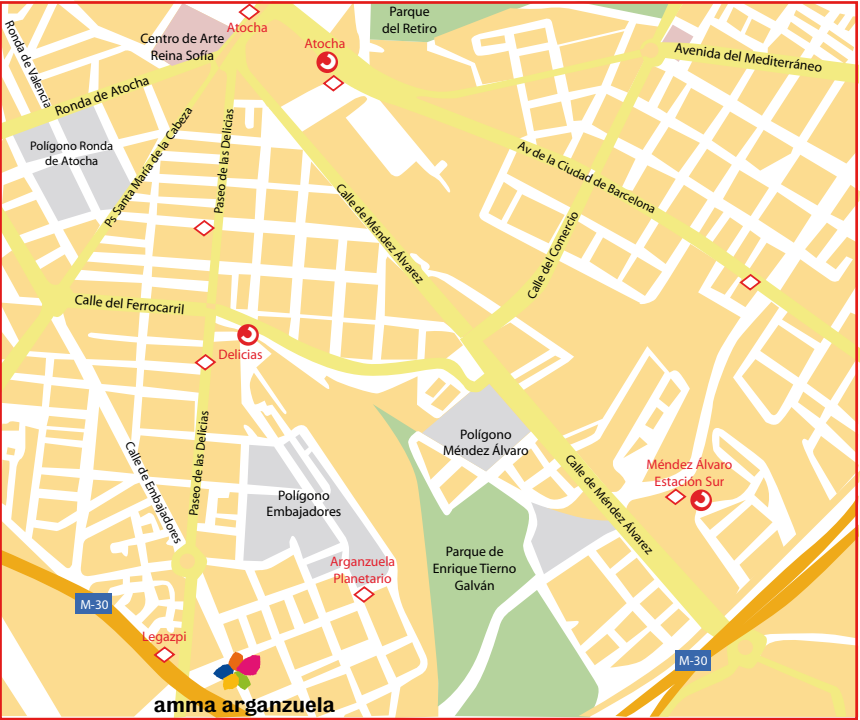 Parque
del Retiro
Atocha
Centro de Arte
Reina Sofía
Atocha
Ronda de Valencia
Avenida del Mediterráneo
Ronda de Atocha
Polígono Ronda
de Atocha
Ps Santa María de la Cabeza
Paseo de las Delicias
Av de la Ciudad de Barcelona
Calle de Méndez Álvarez
Calle del Comercio
Calle del Ferrocarril
Delicias
Paseo de las Delicias
Calle de Embajadores
Polígono
Méndez Álvaro
Calle de Méndez Álvarez
Méndez Álvaro
Estación Sur
Polígono
Embajadores
Parque de
Enrique Tierno
Galván
Arganzuela
Planetario
M-30
Legazpi
M-30
amma arganzuela